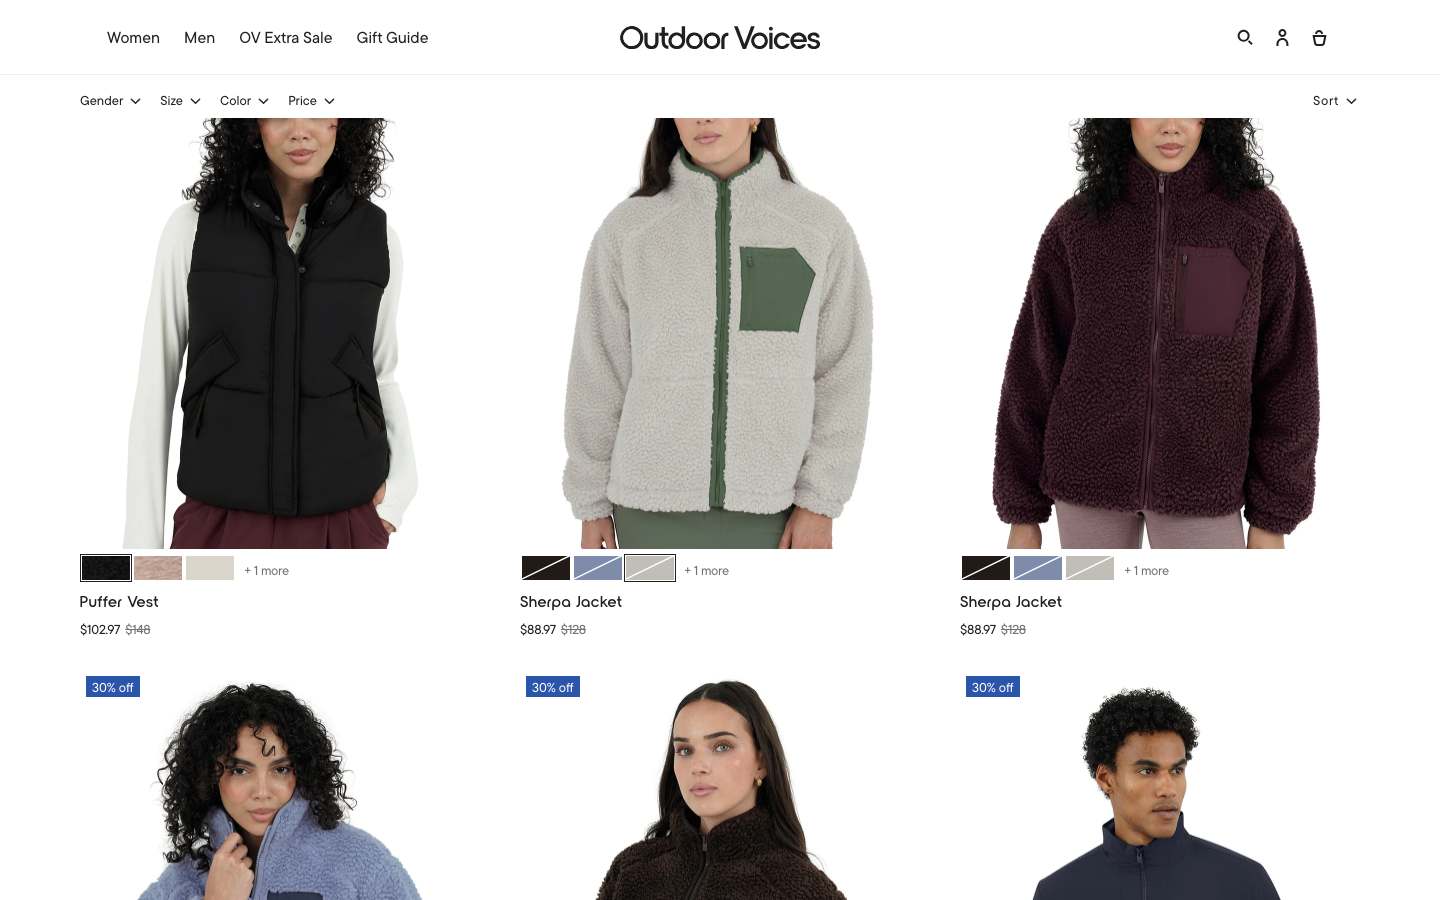 Women Men OV Extra Sale Gift Guide Outdoor Voices
Gender Size Color Price Sort
+ 1 more + 1 more + 1 more
Puffer Vest Sherpa Jacket Sherpa Jacket
$102.97 $148 $88.97 $128 $88.97 $128
30% off 30% off 30% off